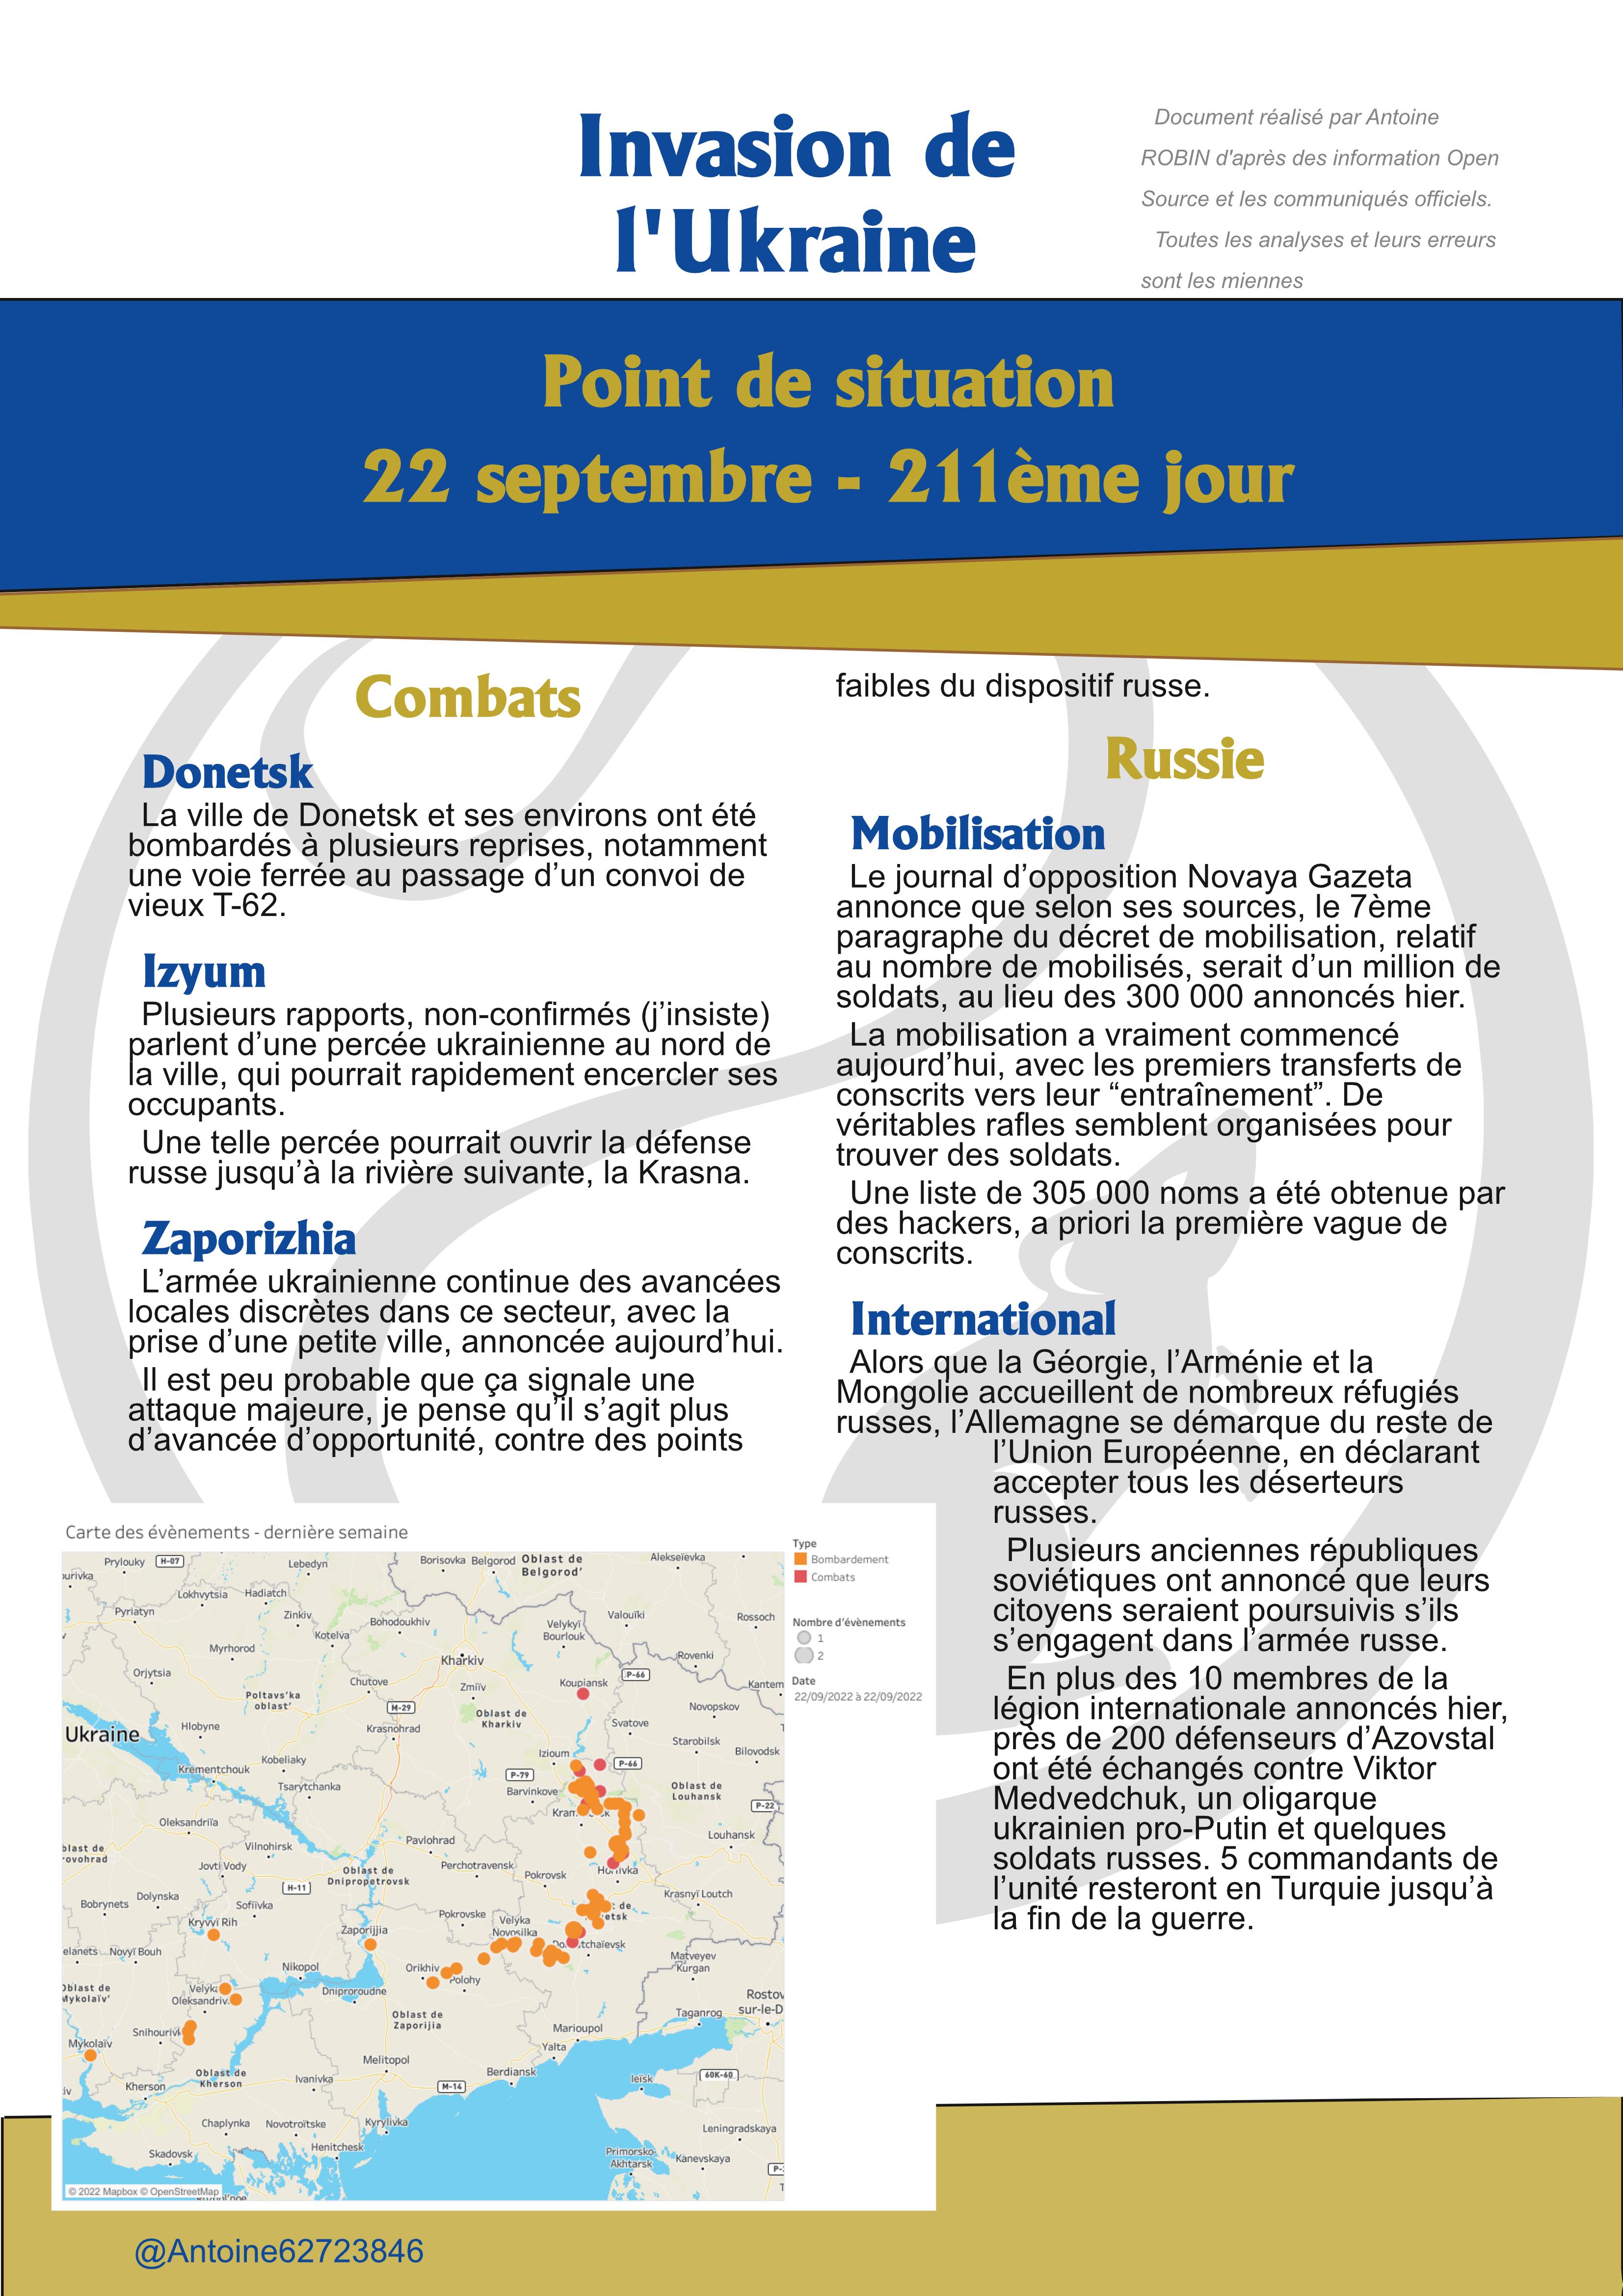 Invasion de
l'Ukraine
Document réalisé par Antoine
ROBIN d'après des information Open
Source et les communiqués officiels.
Toutes les analyses et leurs erreurs
sont les miennes
Point de situation
22 septembre - 211ème jour
Combats
Donetsk
La ville de Donetsk et ses environs ont été
bombardés à plusieurs reprises, notamment
une voie ferrée au passage d’un convoi de
vieux T-62.
Izyum
Plusieurs rapports, non-confirmés (j’insiste)
parlent d’une percée ukrainienne au nord de
la ville, qui pourrait rapidement encercler ses
occupants.
Une telle percée pourrait ouvrir la défense
russe jusqu’à la rivière suivante, la Krasna.
Zaporizhia
L’armée ukrainienne continue des avancées
locales discrètes dans ce secteur, avec la
prise d’une petite ville, annoncée aujourd’hui.
Il est peu probable que ça signale une
attaque majeure, je pense qu’il s’agit plus
d’avancée d’opportunité, contre des points
faibles du dispositif russe.
Russie
Mobilisation
Le journal d’opposition Novaya Gazeta
annonce que selon ses sources, le 7ème
paragraphe du décret de mobilisation, relatif
au nombre de mobilisés, serait d’un million de
soldats, au lieu des 300 000 annoncés hier.
La mobilisation a vraiment commencé
aujourd’hui, avec les premiers transferts de
conscrits vers leur “entraînement”. De
véritables rafles semblent organisées pour
trouver des soldats.
Une liste de 305 000 noms a été obtenue par
des hackers, a priori la première vague de
conscrits.
International
Alors que la Géorgie, l’Arménie et la
Mongolie accueillent de nombreux réfugiés
russes, l’Allemagne se démarque du reste de
l’Union Européenne, en déclarant
accepter tous les déserteurs
russes.
Plusieurs anciennes républiques
soviétiques ont annoncé que leurs
citoyens seraient poursuivis s’ils
s’engagent dans l’armée russe.
En plus des 10 membres de la
légion internationale annoncés hier,
près de 200 défenseurs d’Azovstal
ont été échangés contre Viktor
Medvedchuk, un oligarque
ukrainien pro-Putin et quelques
soldats russes. 5 commandants de
l’unité resteront en Turquie jusqu’à
la fin de la guerre.
Carte des évènements - dernière semaine
Type
Bombardement
Combats
Nombre d'évènements
1
2
Date
22/09/2022 à 22/09/2022
Prylouky H-07 Lebedyn Borisovka Belgorod Oblast de Alekseïevka
Belgorod'
ourivka Lokhvytsia Hadiatch
Pyriatyn Zinkiv Bohodoukhiv Velykyï Valouïki Rossoch
Kotelva Bourlouk
Myrhorod Kharkiv Rovenki
Orjytsia Chutove Zmiïv Koupiansk P-66 Kantem
Poltavs'ka
oblast' M-29 Oblast de Novopskov
Kharkiv
Ukraine Hlobyne Krasnohrad Svatove Starobilsk
Kobeliaky Izioum P-66 Bilovodsk
Krementchouk Tsarytchanka P-79 Barvinkove Oblast de
Louhansk
Oleksandriïa P-22
Vilnohirsk Pavlohrad Louhansk
blast de
ovohrad Jovti Vody Oblast de Perchotravensk Pokrovsk
Dnipropetrovsk
H-11
Bobrynets Dolynska Sofiïvka Krasnyï Loutch
Kryvyï Rih Pokrovske Velyka
Novosilka
Zaporijjia
elanets Novyï Bouh Matveyev
Kurgan
Nikopol Orikhiv Polohy
Oblast de
Mykolaïv' Dniproroudne Rostov
sur-le-D
Oblast de
Zaporijia Taganrog
Marioupol
Mykolaïv Yalta
Melitopol
Oblast de
Kherson Ivanivka Berdiansk 60K-60
Kherson M-14 Ieïsk
Chaplynka Novotroïtske Kyrylivka Leningradskaya
Skadovsk Henitchesk Primorsko-
Akhtarsk Kanevskaya
© 2022 Mapbox © OpenStreetMap
@Antoine62723846